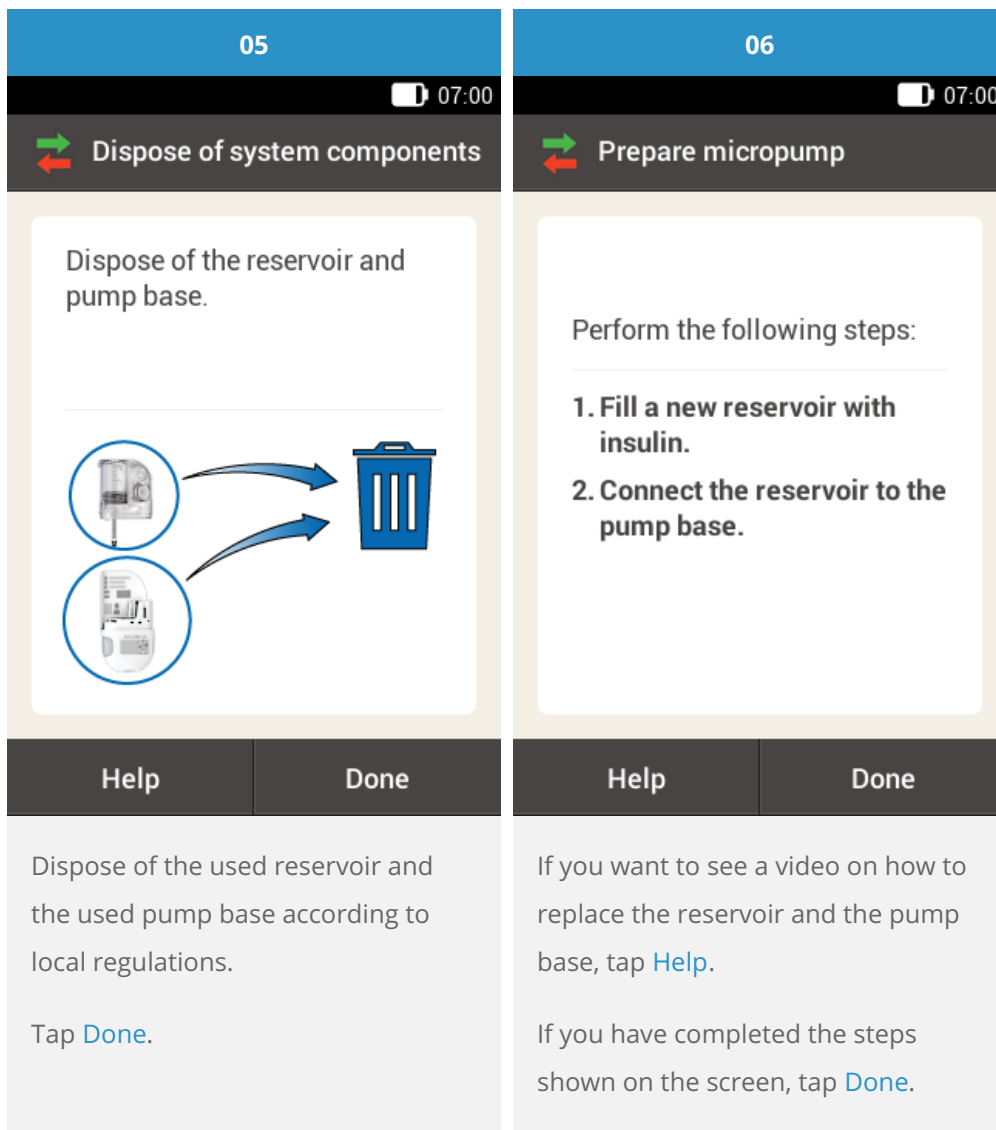 05
07:00
Dispose of system components
Dispose of the reservoir and
pump base.
Help
Done
Dispose of the used reservoir and
the used pump base according to
local regulations.
Tap Done.
06
07:00
Prepare micropump
Perform the following steps:
1. Fill a new reservoir with
insulin.
2. Connect the reservoir to the
pump base.
Help
Done
If you want to see a video on how to
replace the reservoir and the pump
base, tap Help.
If you have completed the steps
shown on the screen, tap Done.